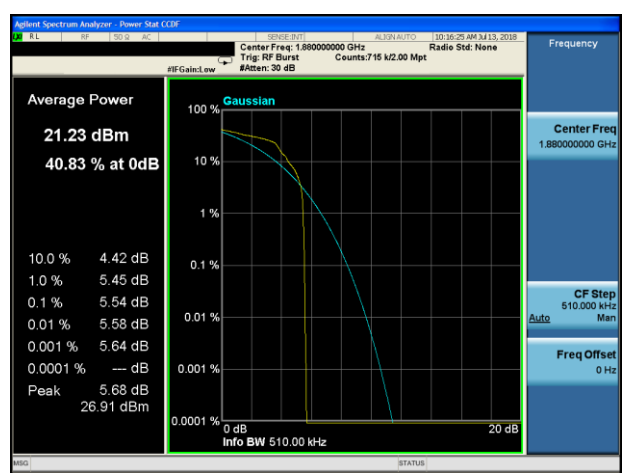 Agilent Spectrum Analyzer - Power Stat CCDF
RL RF 50 Ω AC SENSE:INT ALIGN AUTO 10:16:25 AM Jul 13, 2018
Center Freq: 1.880000000 GHz Radio Std: None
Trig: RF Burst Counts:715 k/2.00 Mpt
#IFGain:Low #Atten: 30 dB
Frequency
Average Power
21.23 dBm
40.83 % at 0dB
10.0 % 4.42 dB
1.0 % 5.45 dB
0.1 % 5.54 dB
0.01 % 5.58 dB
0.001 % 5.64 dB
0.0001 % --- dB
Peak 5.68 dB
26.91 dBm
Gaussian
100 %
10 %
1 %
0.1 %
0.01 %
0.001 %
0.0001 %
0 dB 20 dB
Info BW 510.00 kHz
Center Freq
1.880000000 GHz
CF Step
510.000 kHz
Auto Man
Freq Offset
0 Hz
MSG STATUS